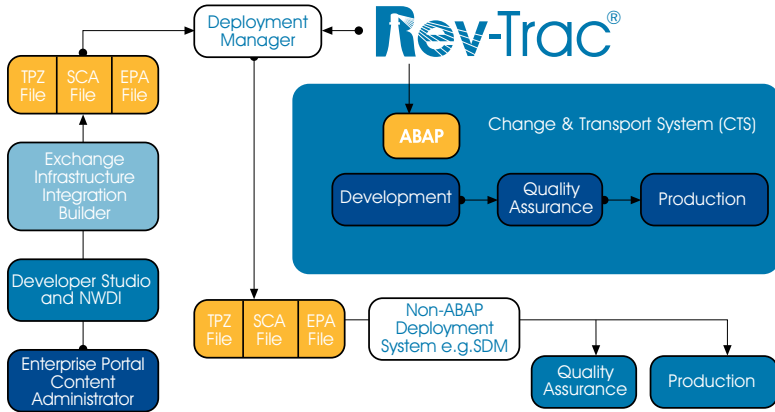 Deployment
Manager
Rev-Trac®
TPZ
File
SCA
File
EPA
File
ABAP
Change & Transport System (CTS)
Exchange
Infrastructure
Integration
Builder
Development
Quality
Assurance
Production
Developer Studio
and NWDI
TPZ
File
SCA
File
EPA
File
Non-ABAP
Deployment
System e.g.SDM
Enterprise Portal
Content
Administrator
Quality
Assurance
Production